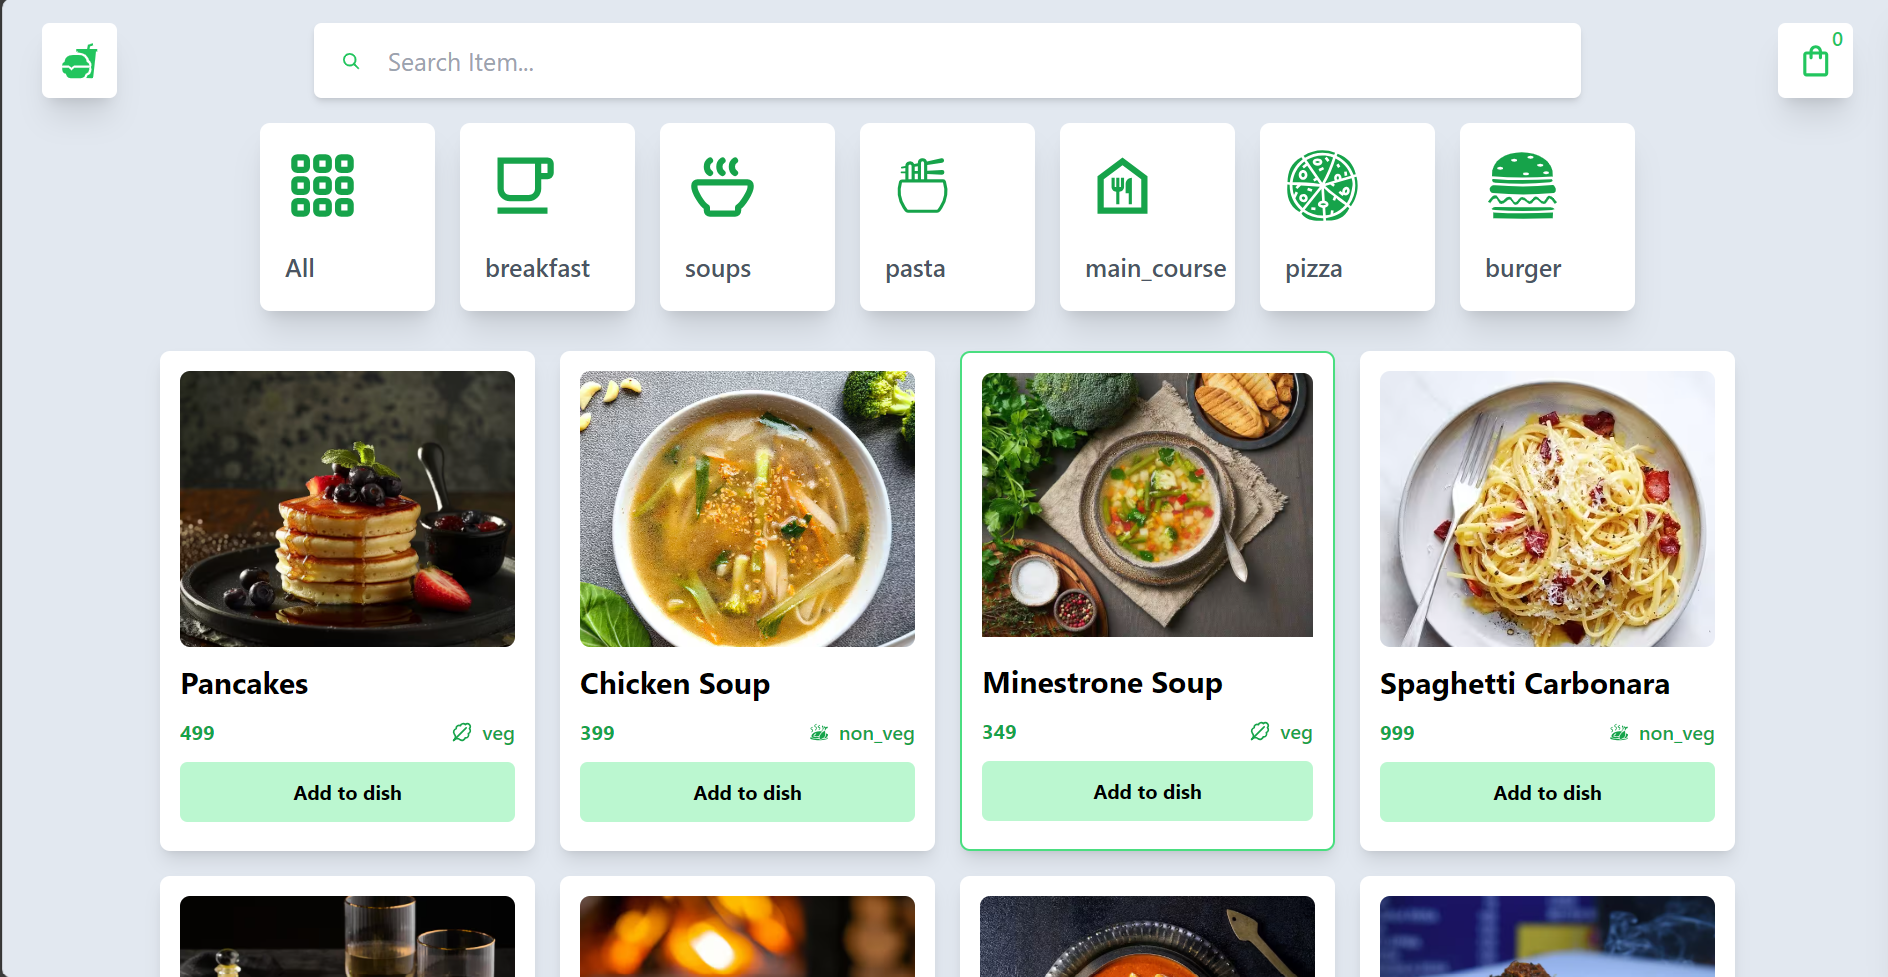 Search Item...
0
All
breakfast
soups
pasta
main_course
pizza
burger
Pancakes
499
veg
Add to dish
Chicken Soup
399
non_veg
Add to dish
Minestrone Soup
349
veg
Add to dish
Spaghetti Carbonara
999
non_veg
Add to dish